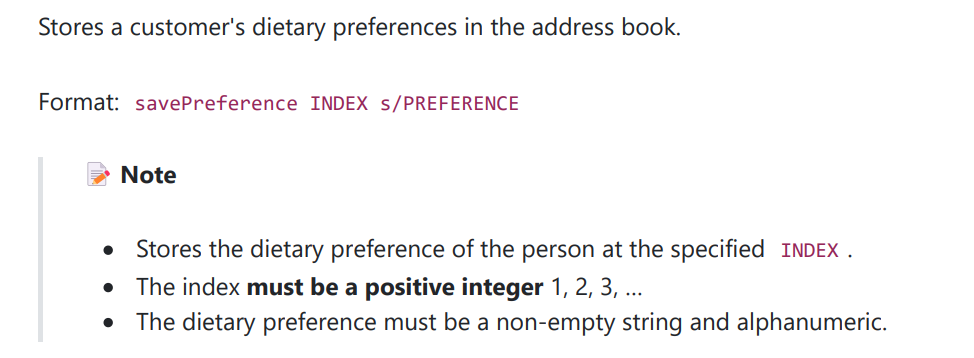 Stores a customer's dietary preferences in the address book.
Format: savePreference INDEX s/PREFERENCE
📝 Note
• Stores the dietary preference of the person at the specified INDEX .
• The index must be a positive integer 1, 2, 3, …
• The dietary preference must be a non-empty string and alphanumeric.